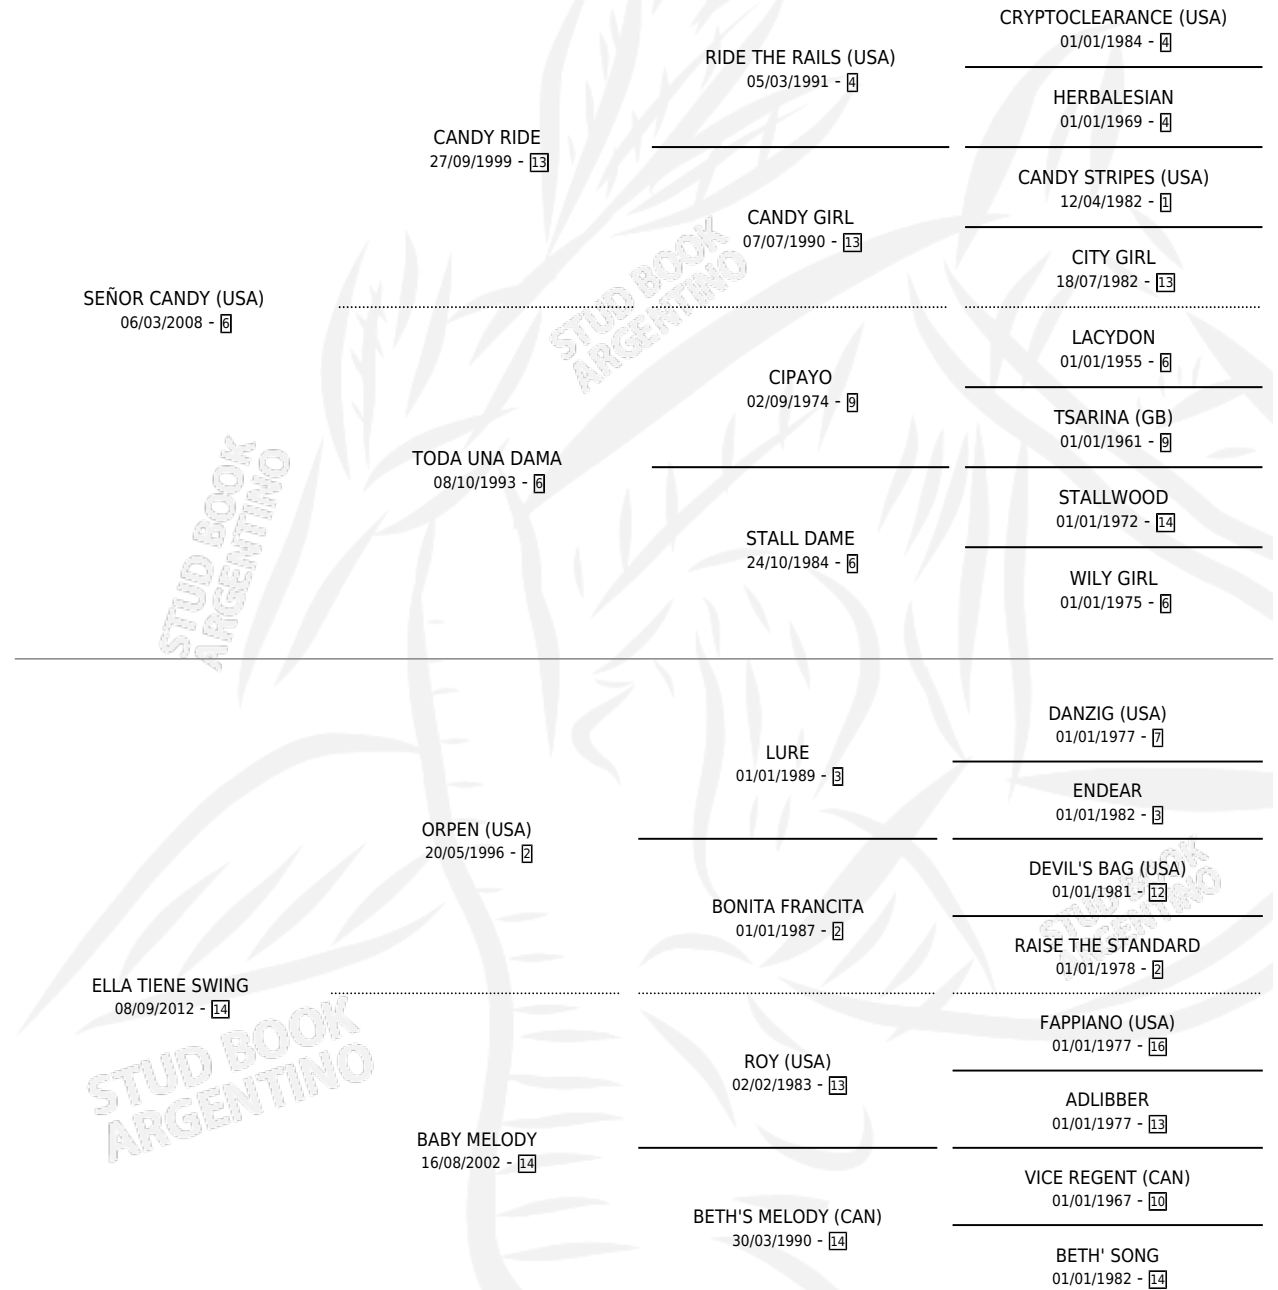 CRYPTOCLEARANCE (USA)
01/01/1984 - 4
RIDE THE RAILS (USA)
05/03/1991 - 4
HERBALESIAN
01/01/1969 - 4
CANDY RIDE
27/09/1999 - 13
CANDY STRIPES (USA)
12/04/1982 - 1
CANDY GIRL
07/07/1990 - 13
CITY GIRL
18/07/1982 - 13
SEÑOR CANDY (USA)
06/03/2008 - 6
LACYDON
01/01/1955 - 6
CIPAYO
02/09/1974 - 9
TSARINA (GB)
01/01/1961 - 9
TODA UNA DAMA
08/10/1993 - 6
STALLWOOD
01/01/1972 - 14
STALL DAME
24/10/1984 - 6
WILY GIRL
01/01/1975 - 6
STUD BOOK
ARGENTINO
STUD BOOK
ARGENTINO
DANZIG (USA)
01/01/1977 - 7
LURE
01/01/1989 - 3
ENDEAR
01/01/1982 - 3
ORPEN (USA)
20/05/1996 - 2
DEVIL'S BAG (USA)
01/01/1981 - 12
BONITA FRANCITA
01/01/1987 - 2
RAISE THE STANDARD
01/01/1978 - 2
ELLA TIENE SWING
08/09/2012 - 14
FAPPIANO (USA)
01/01/1977 - 16
ROY (USA)
02/02/1983 - 13
ADLIBBER
01/01/1977 - 13
BABY MELODY
16/08/2002 - 14
VICE REGENT (CAN)
01/01/1967 - 10
BETH'S MELODY (CAN)
30/03/1990 - 14
BETH' SONG
01/01/1982 - 14
STUD BOOK
ARGENTINO
STUD BOOK
ARGENTINO